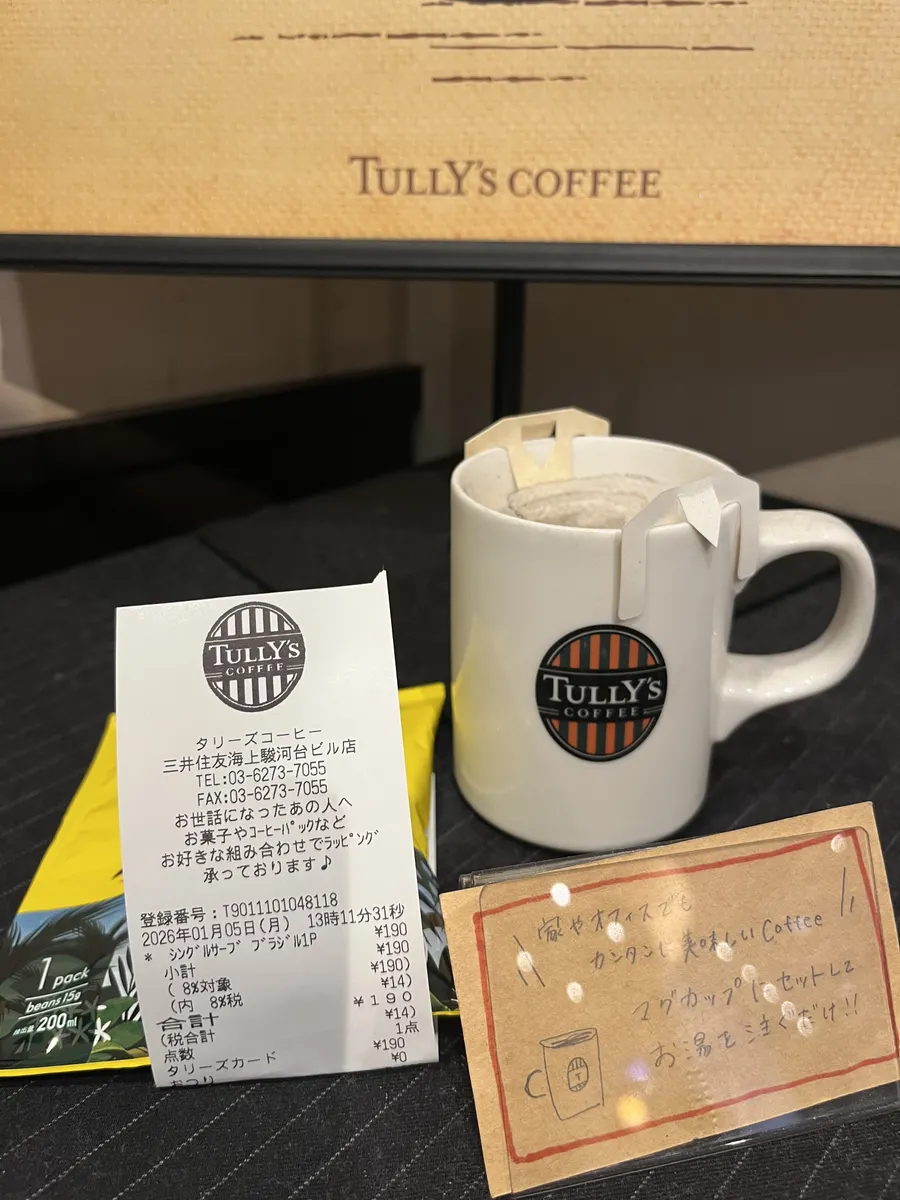 TULLY'S COFFEE
TULLY'S
COFFEE
TULLY'S
COFFEE
タリーズコーヒー
三井住友海上駿河台ビル店
TEL:03-6273-7055
FAX:03-6273-7055
お世話になったあの人へ
お菓子やｺｰﾋｰﾊﾟｯｸなど
お好きな組み合わせでﾗｯﾋﾟﾝｸﾞ
承っております♪
登録番号:T9011101048118
2026年01月05日(月) 13時11分31秒
* ｼﾝｸﾞﾙｻｰﾌﾞ ﾌﾞﾗｼﾞﾙ1P ¥190
小計 ¥190
( 8%対象 ¥190)
(内 8%税 ¥14)
合計 ¥190
(税合計 ¥14)
点数 1点
タリーズカード ¥190
おつり ¥0
1 pack
beans 15g
抽出量 200ml
家やオフィスでも
カンタンに美味しいCoffee
マグカップにセットして
お湯を注ぐだけ!!
T